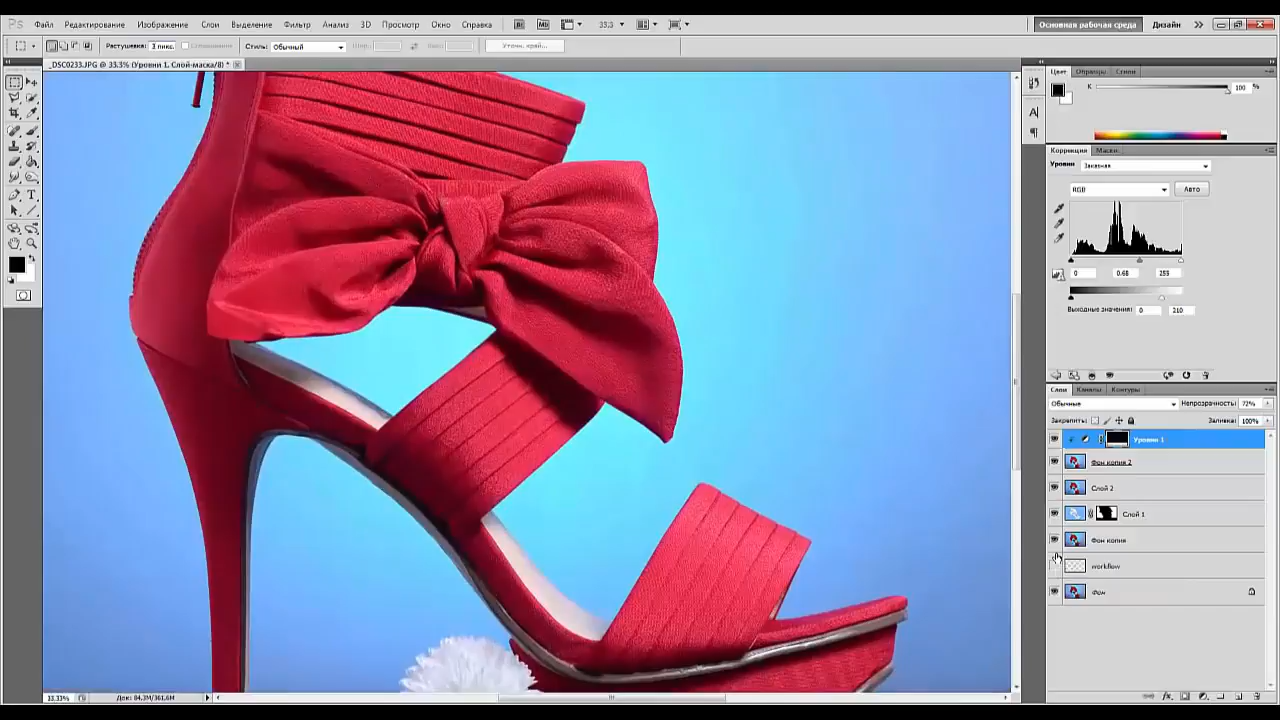 Ps Файл Редактирование Изображение Слои Выделение Фильтр Анализ 3D Просмотр Окно Справка Br Mb 33,3 Основная рабочая среда Дизайн
Растушевка: 2 пикс. Сглаживание Стиль: Обычный Уточн. край...
_DSC0233.JPG @ 33.3% (Уровни 1, Слой-маска/8) *
Цвет Образцы Стили
K 100 %
Коррекция Маски
Уровни Заказная
RGB Авто
0 0.68 255
Выходные значения: 0 210
Слои Каналы Контуры
Обычные Непрозрачность: 72%
Закрепить: Заливка: 100%
Уровни 1
Фон копия 2
Слой 2
Слой 1
Фон копия
workflow
Фон
33,33% Док: 84,3M/361,6M